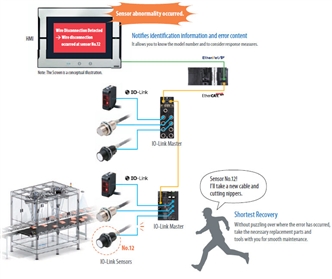 Sensor abnormality occurred.
HMI
Wire Disconnection Detected
→ Wire disconnection
occurred at sensor No.12
Notifies identification information and error content
It allows you to know the model number and to consider response measures.
Note: The Screen is a conceptual illustration.
EtherNet/IP
EtherCAT
IO-Link
IO-Link Master
IO-Link
IO-Link Master
No.12
IO-Link Sensors
Sensor No.12!
I'll take a new cable and
cutting nippers.
Shortest Recovery
Without puzzling over where the error has occurred,
take the necessary replacement parts and
tools with you for smooth maintenance.